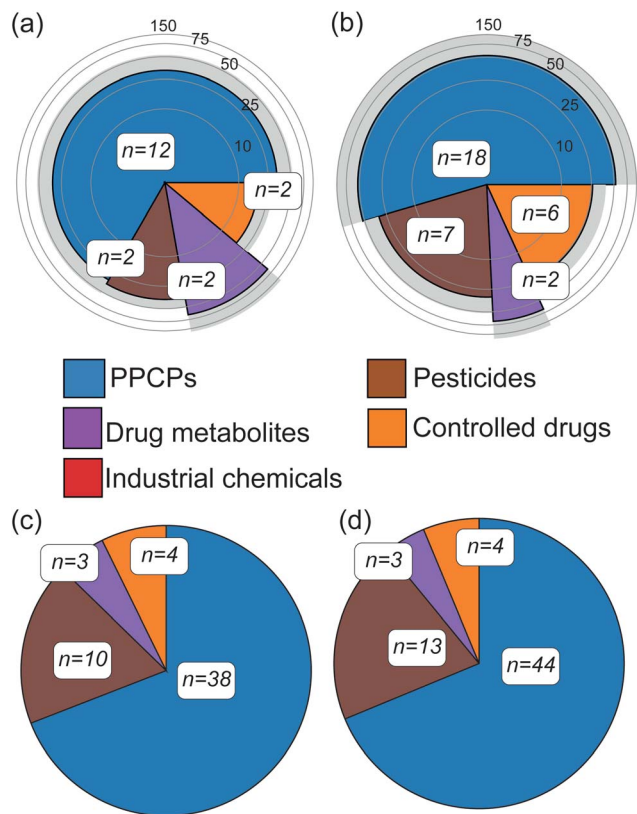 (a)
150
75
50
25
10
n=12
n=2
n=2
n=2
(b)
150
75
50
25
10
n=18
n=6
n=7
n=2
PPCPs
Pesticides
Drug metabolites
Controlled drugs
Industrial chemicals
(c)
n=3
n=4
n=10
n=38
(d)
n=3
n=4
n=13
n=44